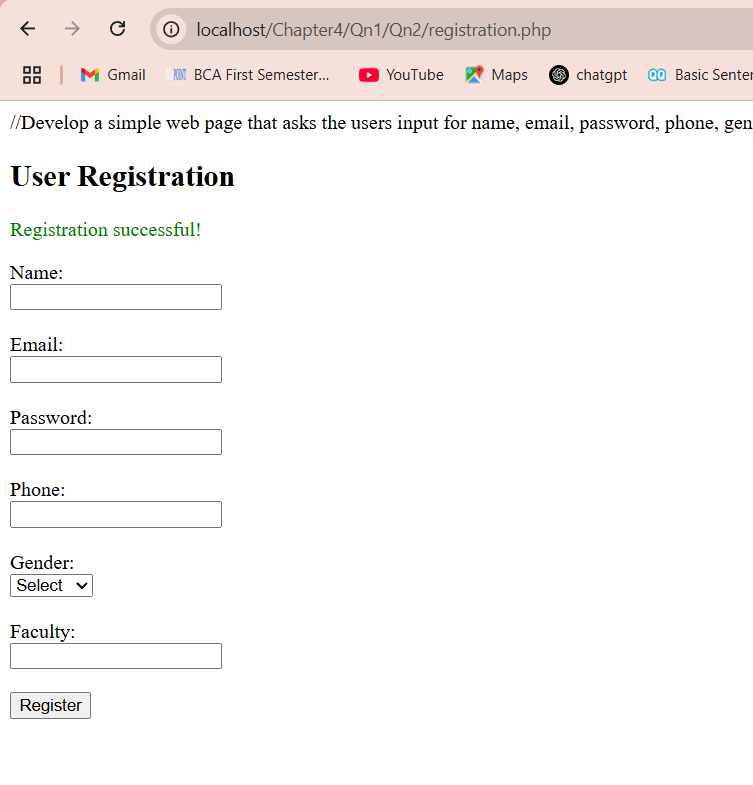 localhost/Chapter4/Qn1/Qn2/registration.php
Gmail BCA First Semester... YouTube Maps chatgpt Basic Senter
//Develop a simple web page that asks the users input for name, email, password, phone, gen
User Registration
Registration successful!
Name:
Email:
Password:
Phone:
Gender:
Select
Faculty:
Register